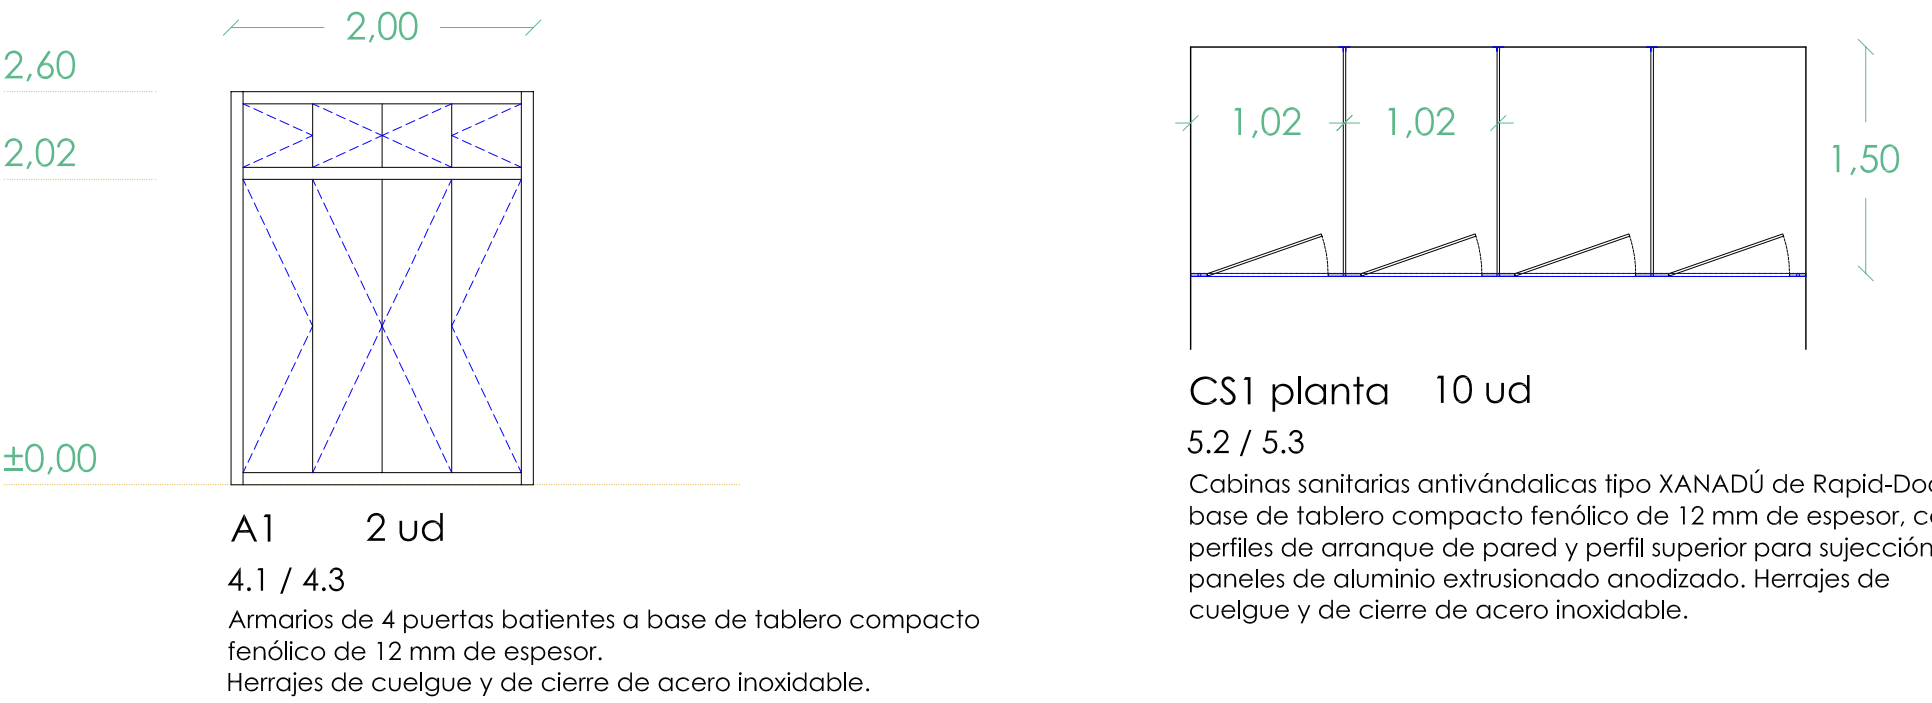 2,00
2,60
2,02
±0,00
A1 2 ud
4.1 / 4.3
Armarios de 4 puertas batientes a base de tablero compacto
fenólico de 12 mm de espesor.
Herrajes de cuelgue y de cierre de acero inoxidable.
1,02 1,02
1,50
CS1 planta 10 ud
5.2 / 5.3
Cabinas sanitarias antivándalicas tipo XANADÚ de
base de tablero compacto fenólico de 12 mm de espesor,
perfiles de arranque de pared y perfil superior para sujección
paneles de aluminio extrusionado anodizado. Herrajes de
cuelgue y de cierre de acero inoxidable.